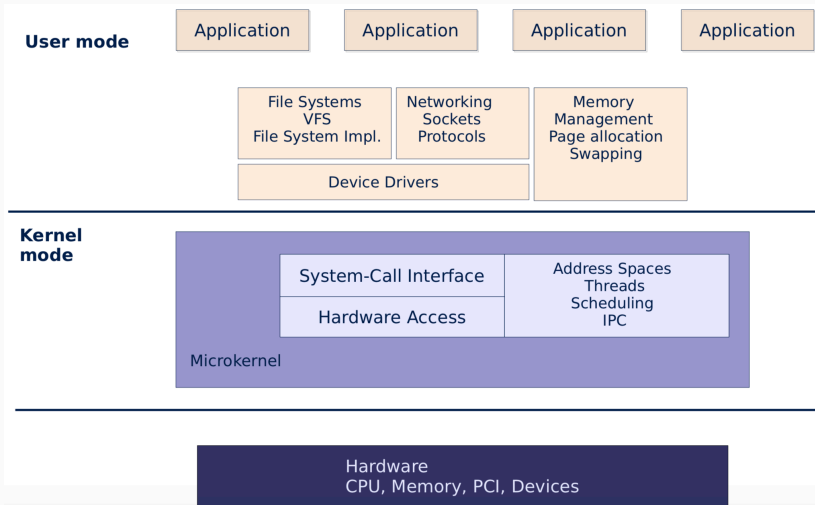 User mode
Application
Application
Application
Application
File Systems
VFS
File System Impl.
Networking
Sockets
Protocols
Memory
Management
Page allocation
Swapping
Device Drivers
Kernel
mode
System-Call Interface
Hardware Access
Address Spaces
Threads
Scheduling
IPC
Microkernel
Hardware
CPU, Memory, PCI, Devices